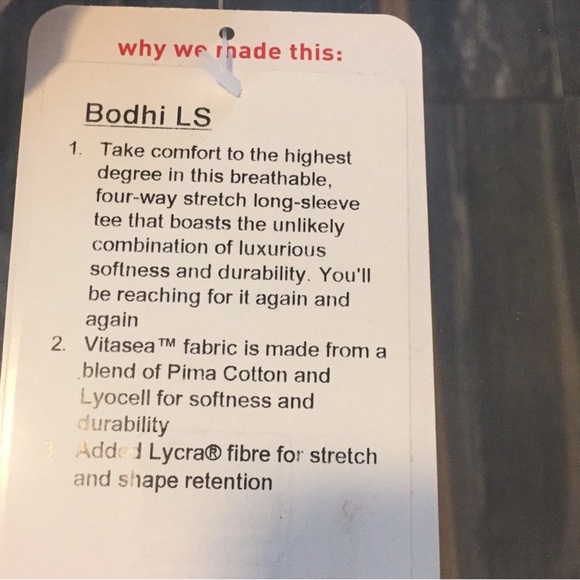 why we made this:
Bodhi LS
1. Take comfort to the highest
degree in this breathable,
four-way stretch long-sleeve
tee that boasts the unlikely
combination of luxurious
softness and durability. You'll
be reaching for it again and
again
2. Vitasea™ fabric is made from a
blend of Pima Cotton and
Lyocell for softness and
durability
3. Added Lycra® fibre for stretch
and shape retention